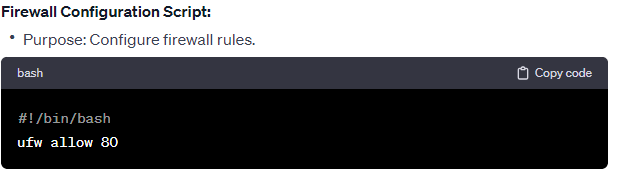 Firewall Configuration Script:
• Purpose: Configure firewall rules.
bash Copy code
#!/bin/bash
ufw allow 80